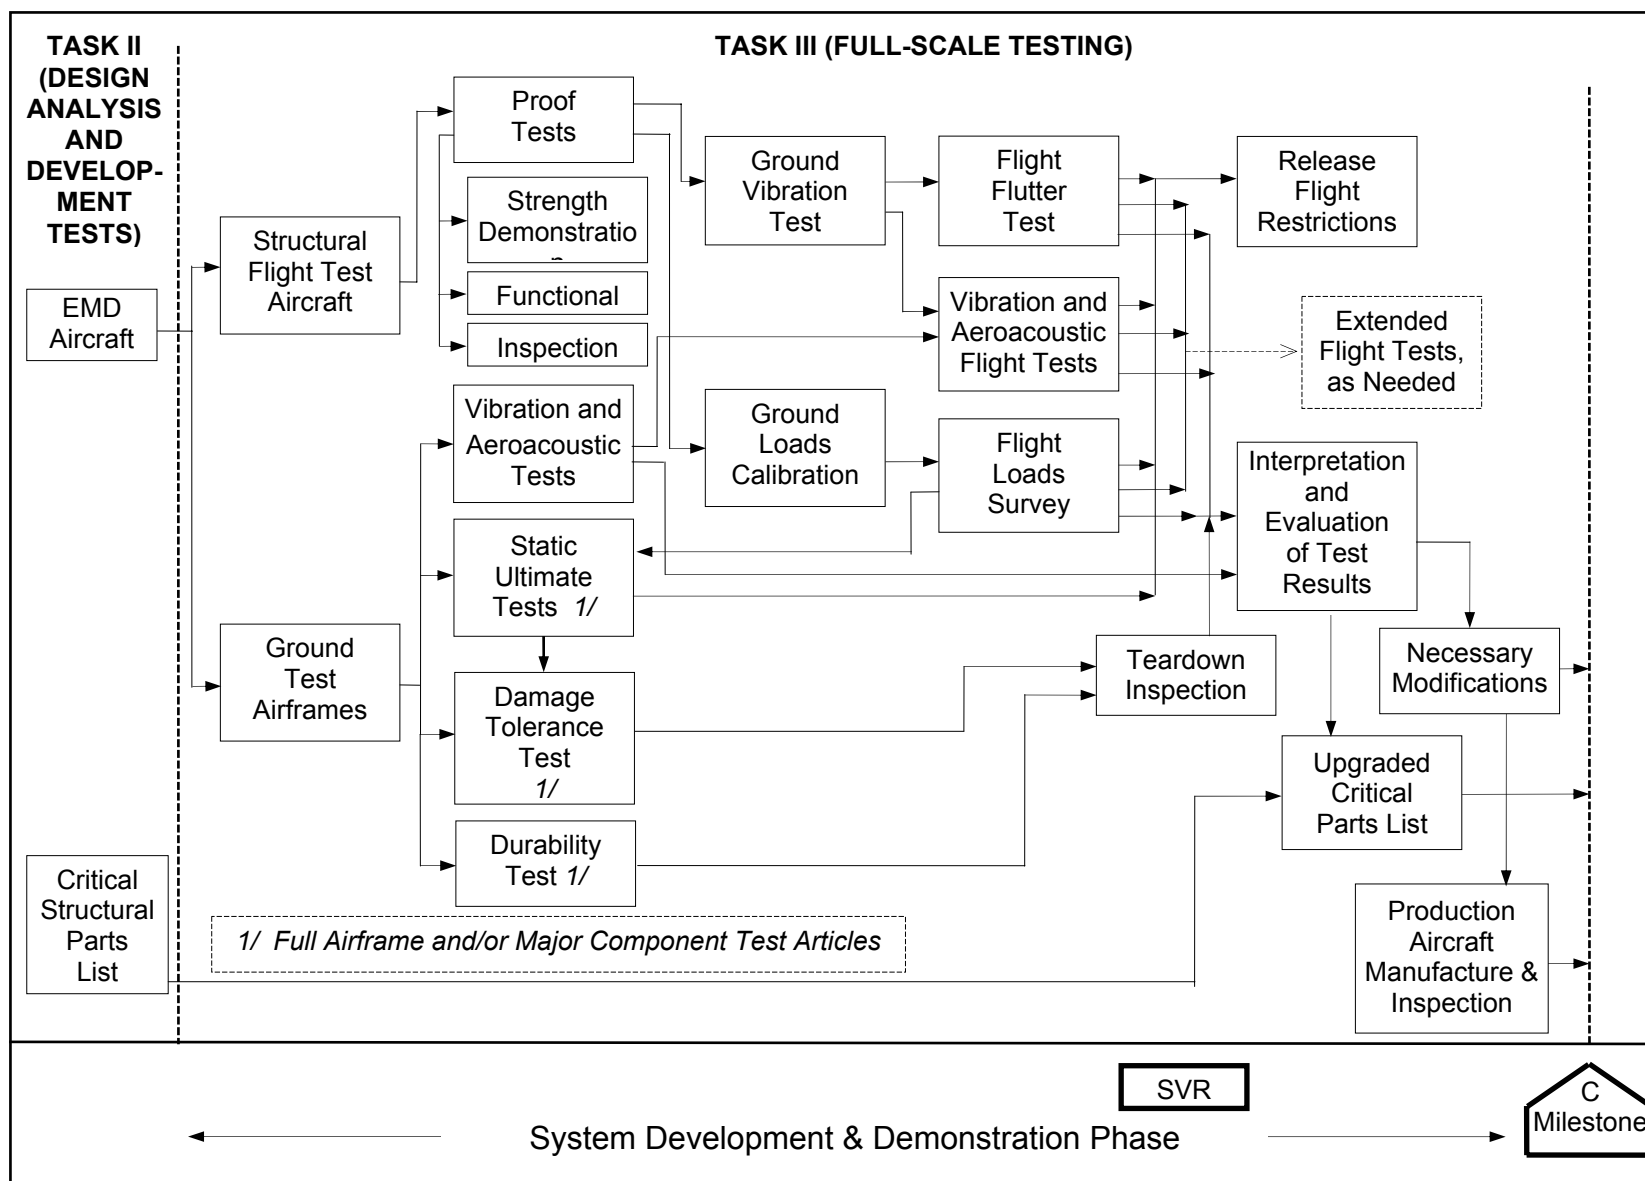 TASK II
(DESIGN
ANALYSIS
AND
DEVELOP-
MENT
TESTS)
TASK III (FULL-SCALE TESTING)
EMD
Aircraft
Critical
Structural
Parts
List
Structural
Flight Test
Aircraft
Ground
Test
Airframes
Proof
Tests
Strength
Demonstratio
Functional
Inspection
Vibration and
Aeroacoustic
Tests
Static
Ultimate
Tests 1/
Damage
Tolerance
Test
1/
Durability
Test 1/
Ground
Vibration
Test
Ground
Loads
Calibration
Flight
Flutter
Test
Vibration and
Aeroacoustic
Flight Tests
Flight
Loads
Survey
Teardown
Inspection
Release
Flight
Restrictions
Extended
Flight Tests,
as Needed
Interpretation
and
Evaluation
of Test
Results
Necessary
Modifications
Upgraded
Critical
Parts List
Production
Aircraft
Manufacture &
Inspection
1/ Full Airframe and/or Major Component Test Articles
SVR
C
Milestone
System Development & Demonstration Phase